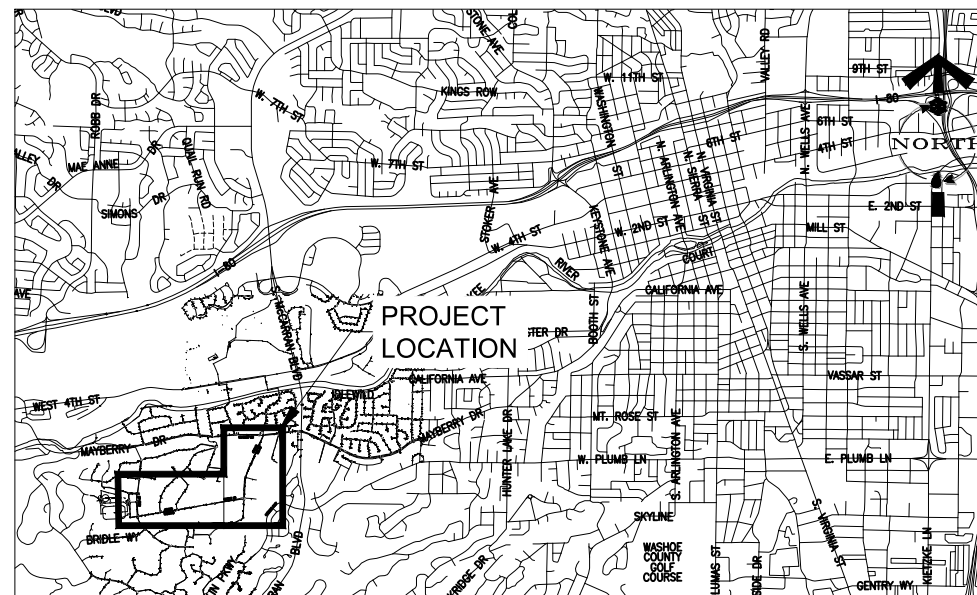 STONE AVE
VALLEY RD
W. 11TH ST
9TH ST
KINGS ROW
I-80
W. 7TH ST
WASHINGTON ST
ROBB DR
6TH ST
6TH ST
N. WELLS AVE
4TH ST
NORTH
MAE ANNE
DR
QUAIL RUN RD
W. 7TH ST
N. ARLINGTON AVE
N. SIERRA ST
N. VIRGINIA ST
DR
SIMONS DR
STOKER AVE
KEYSTONE AVE
W. 2ND ST
E. 2ND ST
W. 4TH ST
MILL ST
COURT
RIVER
I-80
AVE
CALIFORNIA AVE
S. MCCARRAN BLVD
PROJECT
LOCATION
BOOTH ST
S. WELLS AVE
CALIFORNIA AVE
VASSAR ST
IDLEWILD
WEST 4TH ST
MT. ROSE ST
MAYBERRY DR
MAYBERRY DR
HUNTER LAKE DR
S. ARLINGTON AVE
W. PLUMB LN
E. PLUMB LN
SKYLINE
S. VIRGINIA ST
BRIDLE WY
BLVD
WASHOE
COUNTY
GOLF
COURSE
KIETZKE LN
GENTRY WY